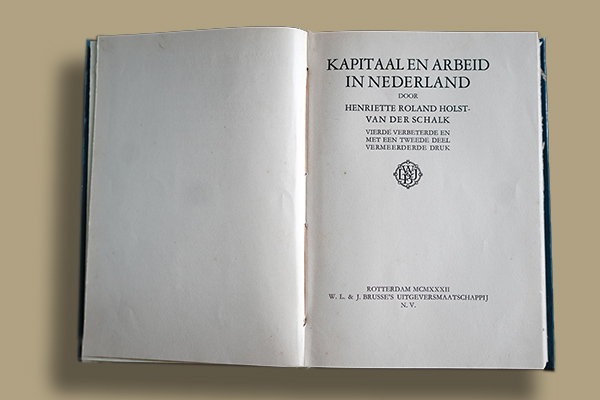 KAPITAAL EN ARBEID
IN NEDERLAND
DOOR
HENRIETTE ROLAND HOLST-
VAN DER SCHALK
VIERDE VERBETERDE EN
MET EEN TWEEDE DEEL
VERMEERDERDE DRUK
ROTTERDAM MCMXXXII
W. L. & J. BRUSSE'S UITGEVERSMAATSCHAPPIJ
N. V.